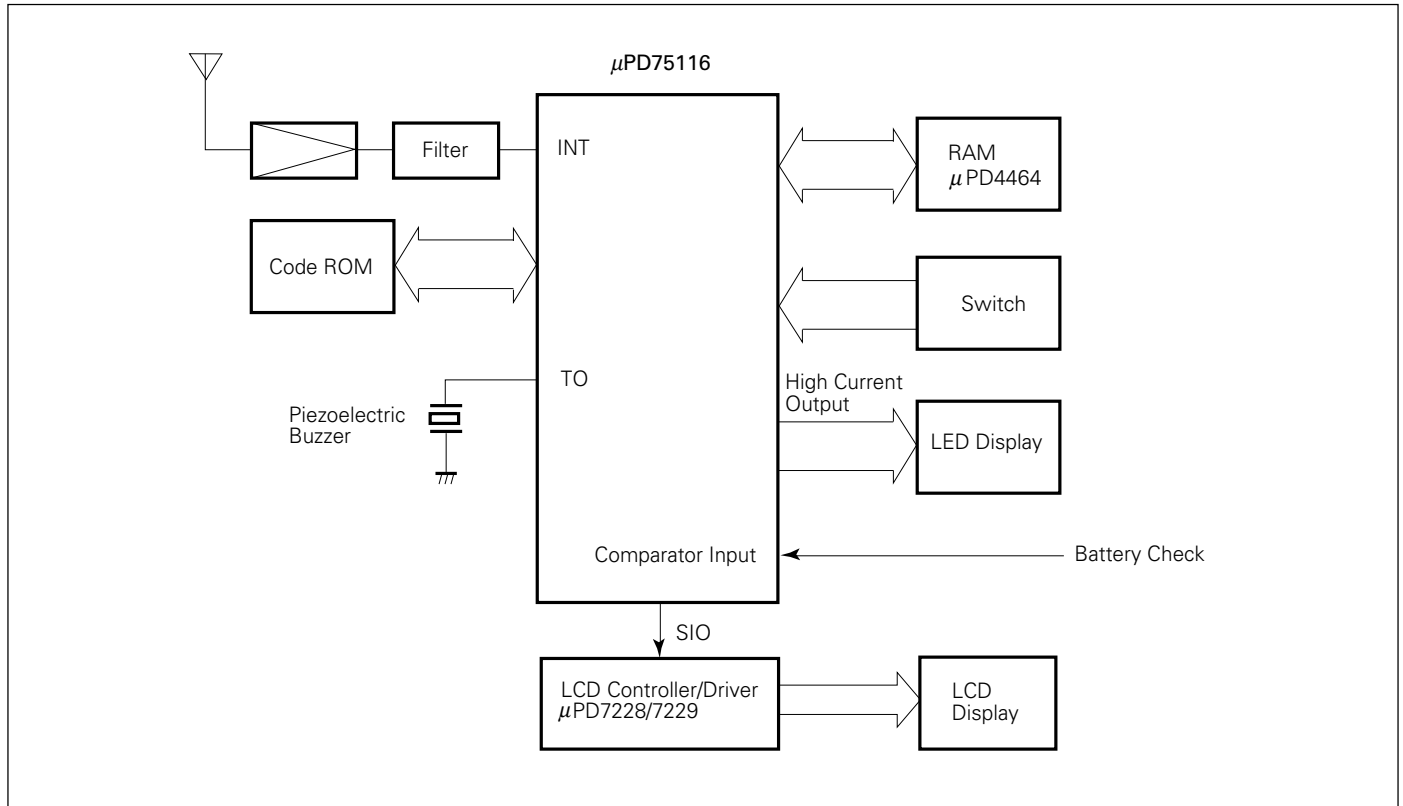 μPD75116
Filter
INT
RAM
μPD4464
Code ROM
Switch
TO
High Current
Output
Piezoelectric
Buzzer
LED Display
Comparator Input
Battery Check
SIO
LCD Controller/Driver
μPD7228/7229
LCD
Display